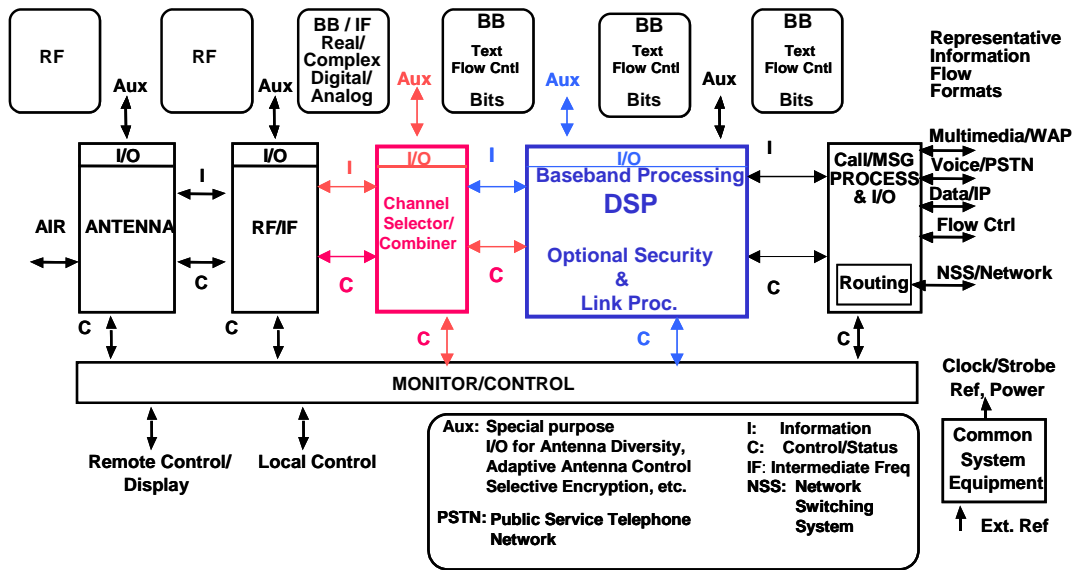 RF
RF
BB / IF
Real/
Complex
Digital/
Analog
BB
Text
Flow Cntl
Bits
BB
Text
Flow Cntl
Bits
BB
Text
Flow Cntl
Bits
Representative
Information
Flow
Formats
Aux
Aux
Aux
Aux
Aux
I/O
ANTENNA
I/O
RF/IF
I/O
Channel
Selector/
Combiner
I/O
Baseband Processing
DSP
Optional Security
&
Link Proc.
Call/MSG
PROCESS
& I/O
Routing
AIR
I
C
I
C
I
C
I
C
Multimedia/WAP
Voice/PSTN
Data/IP
Flow Ctrl
NSS/Network
C
C
C
C
C
MONITOR/CONTROL
Remote Control/
Display
Local Control
Aux: Special purpose
I/O for Antenna Diversity,
Adaptive Antenna Control
Selective Encryption, etc.
PSTN: Public Service Telephone
Network
I: Information
C: Control/Status
IF: Intermediate Freq
NSS: Network
Switching
System
Clock/Strobe
Ref, Power
Common
System
Equipment
Ext. Ref